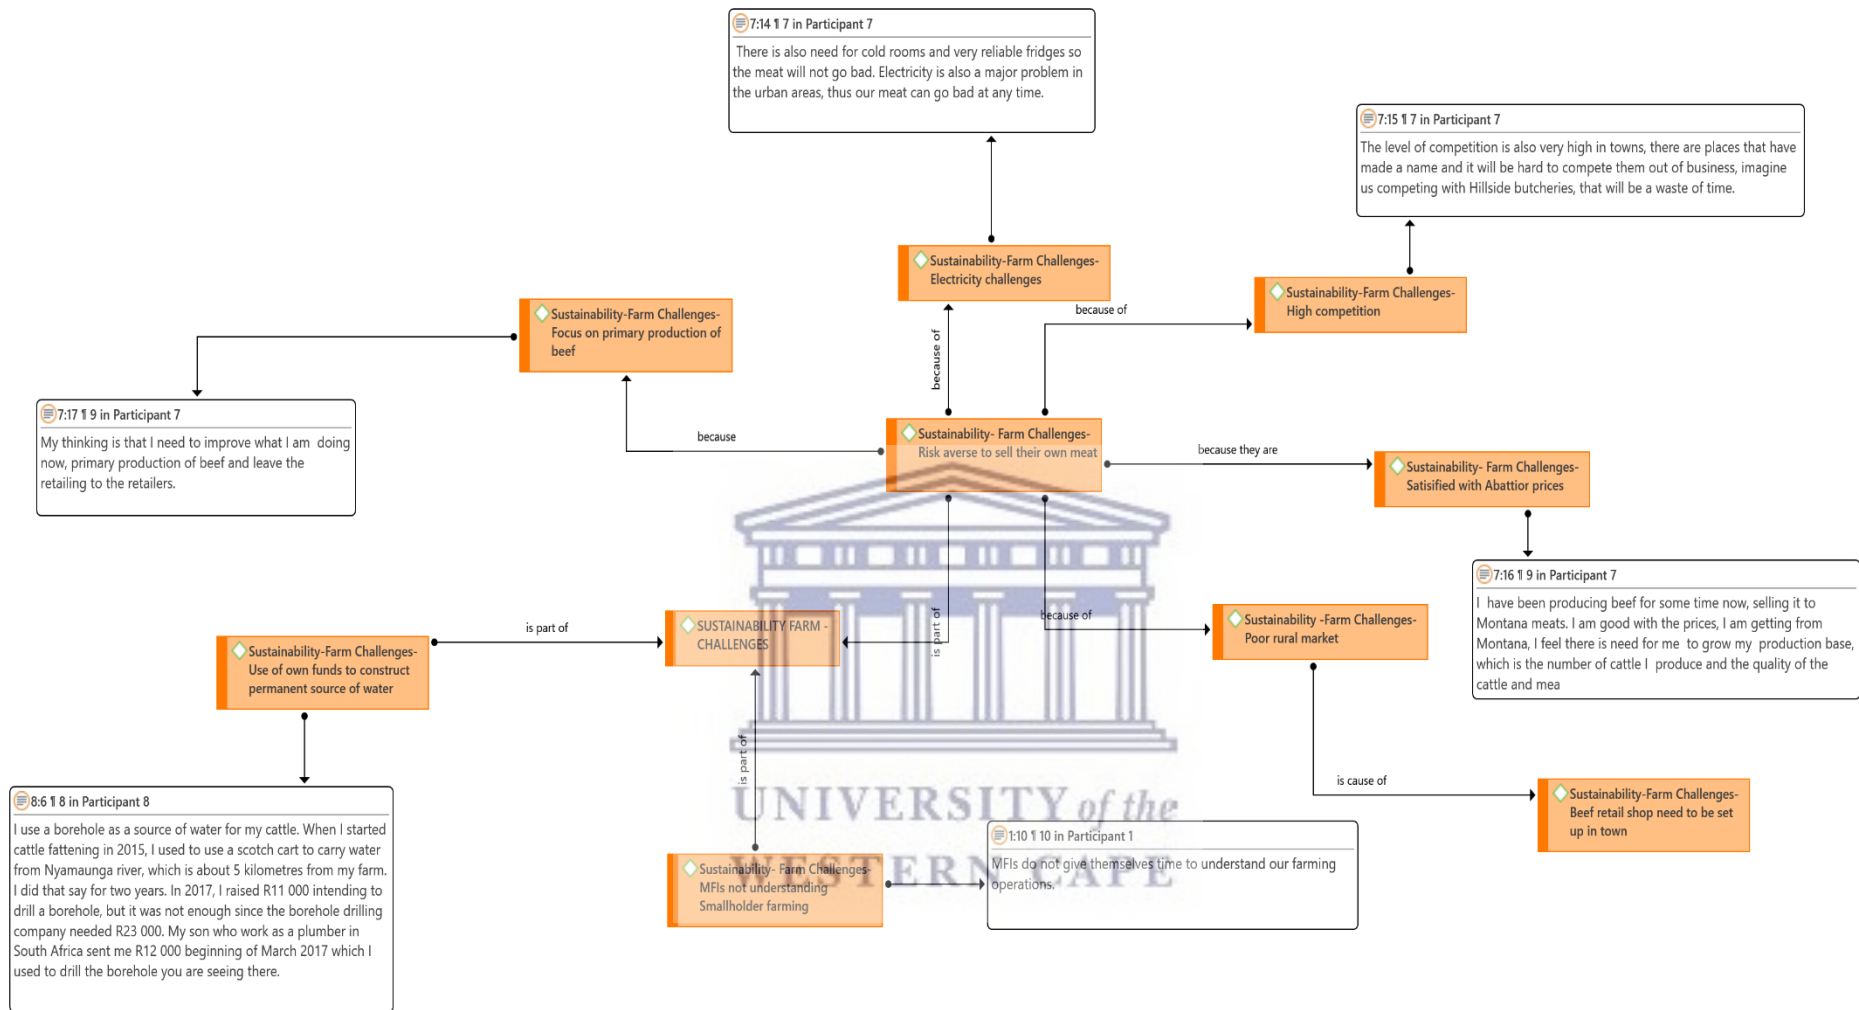 7:14 ¶ 7 in Participant 7
There is also need for cold rooms and very reliable fridges so
the meat will not go bad. Electricity is also a major problem in
the urban areas, thus our meat can go bad at any time.
7:15 ¶ 7 in Participant 7
The level of competition is also very high in towns, there are places that have
made a name and it will be hard to compete them out of business, imagine
us competing with Hillside butcheries, that will be a waste of time.
Sustainability-Farm Challenges-
Electricity challenges
Sustainability-Farm Challenges-
High competition
Sustainability-Farm Challenges-
Focus on primary production of
beef
because of
because of
7:17 ¶ 9 in Participant 7
My thinking is that I need to improve what I am doing
now, primary production of beef and leave the
retailing to the retailers.
because
Sustainability- Farm Challenges-
Risk averse to sell their own meat
because they are
Sustainability- Farm Challenges-
Satisified with Abattior prices
7:16 ¶ 9 in Participant 7
I have been producing beef for some time now, selling it to
Montana meats. I am good with the prices, I am getting from
Montana, I feel there is need for me to grow my production base,
which is the number of cattle I produce and the quality of the
cattle and mea
is part of
SUSTAINABILITY FARM -
CHALLENGES
is part of
because of
Sustainability -Farm Challenges-
Poor rural market
Sustainability-Farm Challenges-
Use of own funds to construct
permanent source of water
is part of
is cause of
Sustainability-Farm Challenges-
Beef retail shop need to be set
up in town
8:6 ¶ 8 in Participant 8
I use a borehole as a source of water for my cattle. When I started
cattle fattening in 2015, I used to use a scotch cart to carry water
from Nyamaunga river, which is about 5 kilometres from my farm.
I did that say for two years. In 2017, I raised R11 000 intending to
drill a borehole, but it was not enough since the borehole drilling
company needed R23 000. My son who work as a plumber in
South Africa sent me R12 000 beginning of March 2017 which I
used to drill the borehole you are seeing there.
Sustainability- Farm Challenges-
MFIs not understanding
Smallholder farming
1:10 ¶ 10 in Participant 1
MFIs do not give themselves time to understand our farming
operations.
UNIVERSITY of the
WESTERN CAPE